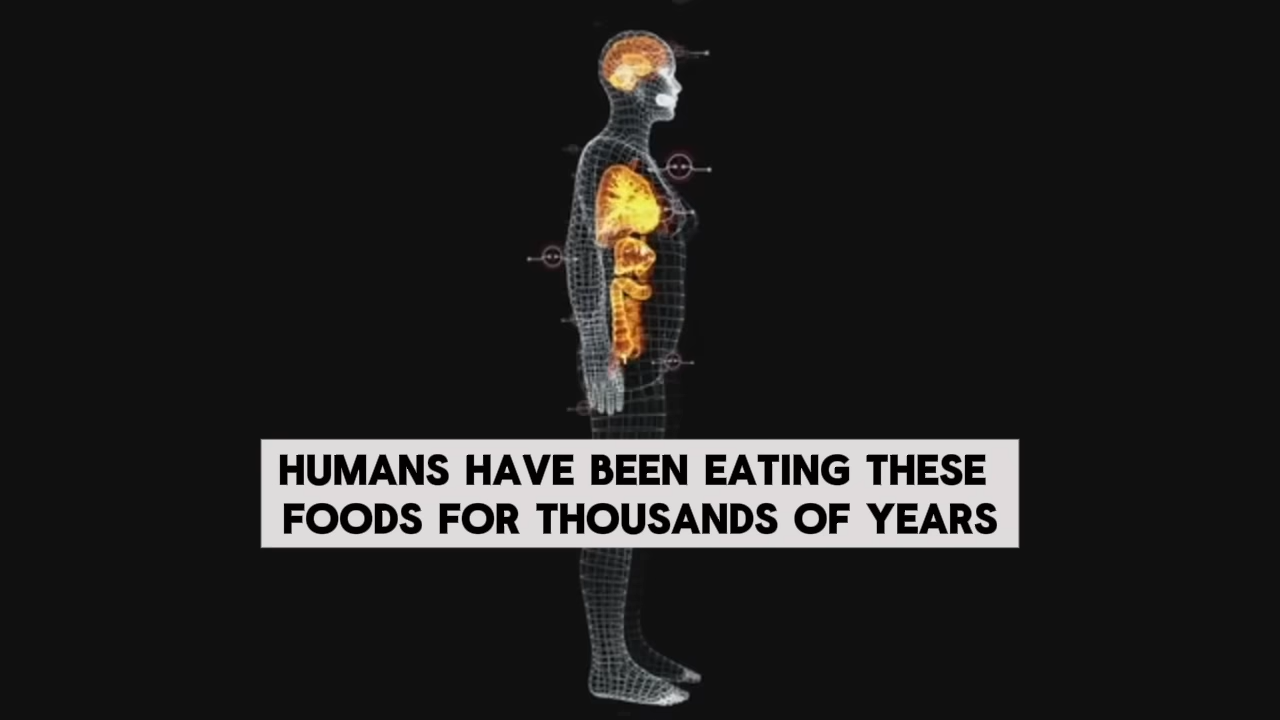 HUMANS HAVE BEEN EATING THESE
FOODS FOR THOUSANDS OF YEARS